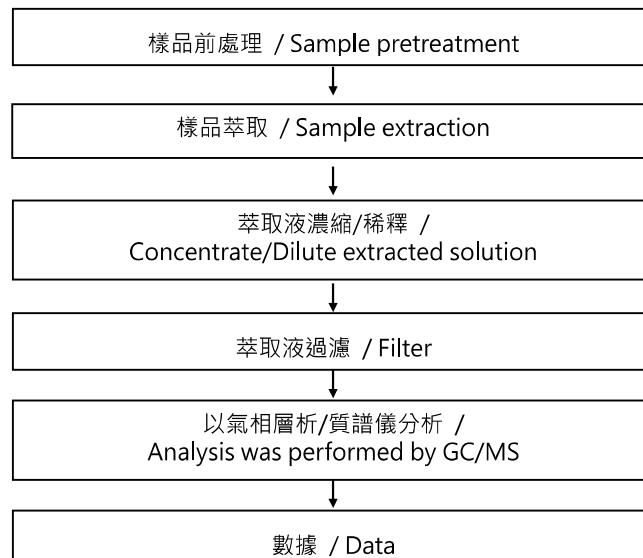 樣品前處理 / Sample pretreatment
樣品萃取 / Sample extraction
萃取液濃縮/稀釋 /
Concentrate/Dilute extracted solution
萃取液過濾 / Filter
以氣相層析/質譜儀分析 /
Analysis was performed by GC/MS
數據 / Data